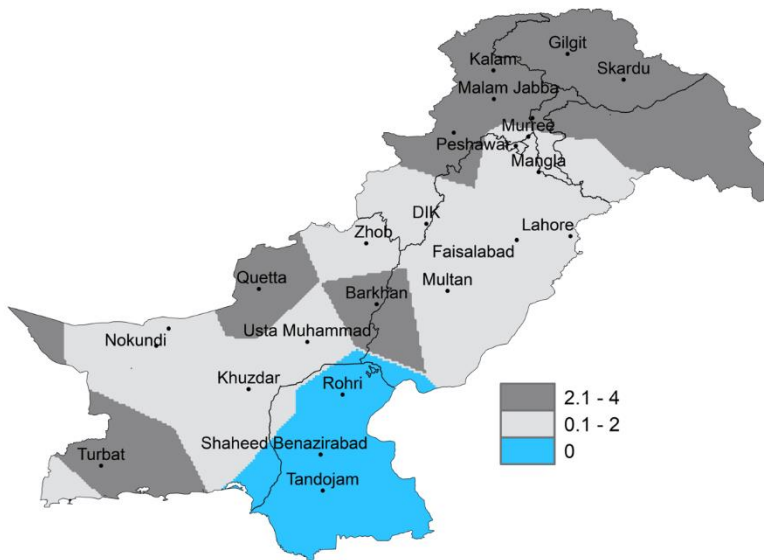 Gilgit
Kalam
Skardu
Malam Jabba
Murree
Peshawar
Mangla
DIK
Lahore
Zhob
Faisalabad
Quetta
Multan
Barkhan
Usta Muhammad
Nokundi
Khuzdar
Rohri
Shaheed Benazirabad
Turbat
Tandojam
2.1 - 4
0.1 - 2
0